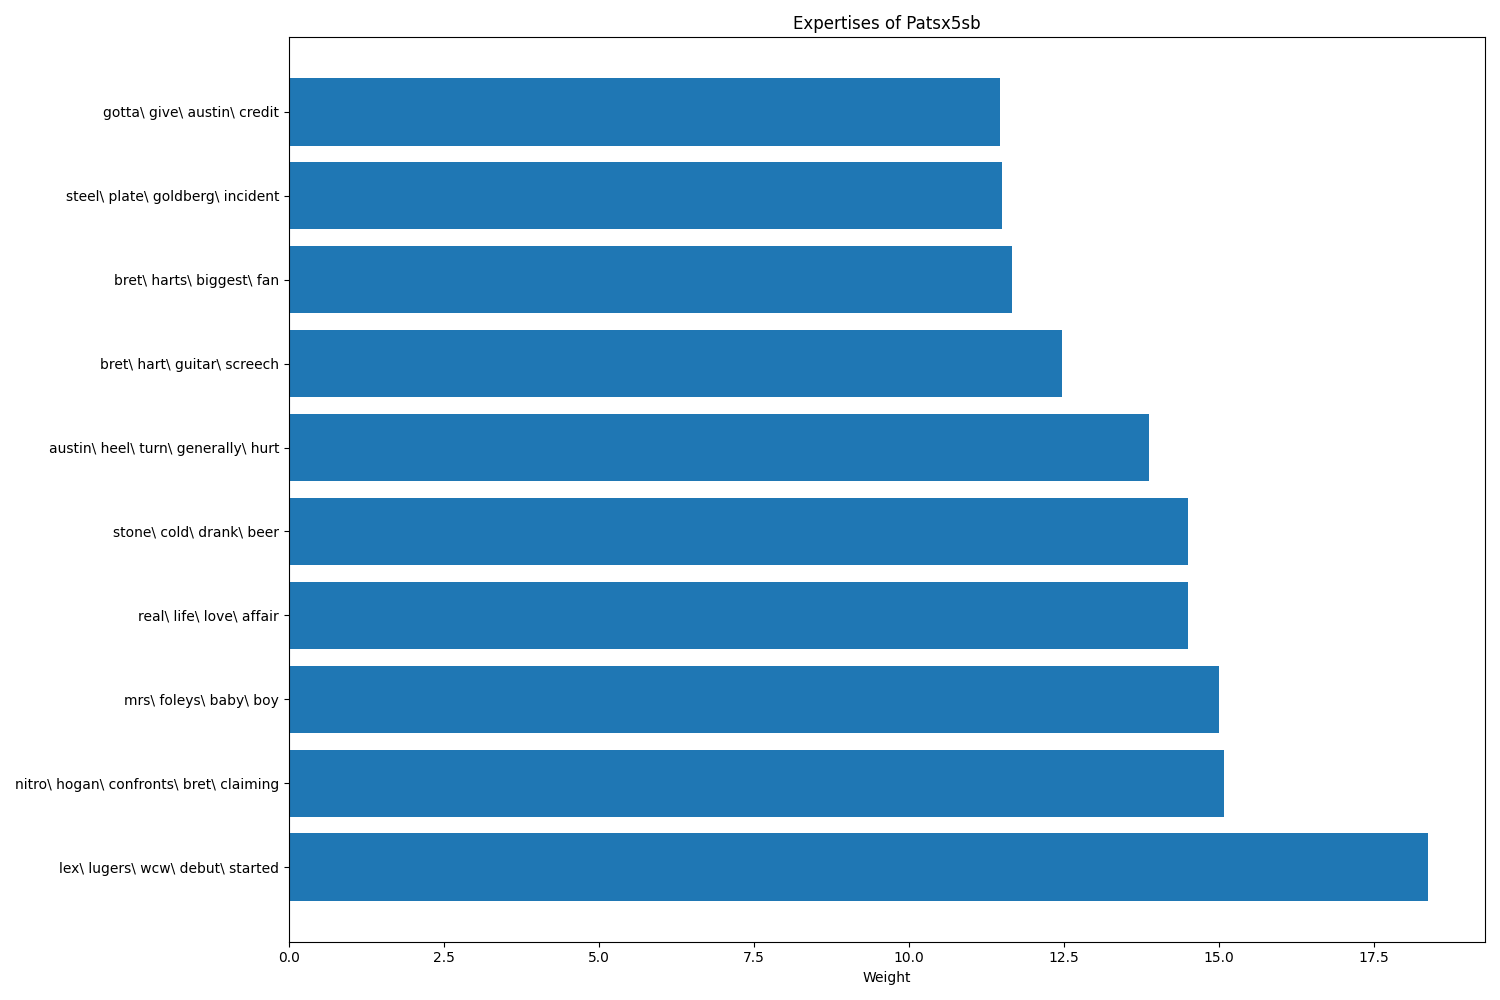 Expertises of Patsx5sb
gotta\ give\ austin\ credit
steel\ plate\ goldberg\ incident
bret\ harts\ biggest\ fan
bret\ hart\ guitar\ screech
austin\ heel\ turn\ generally\ hurt
stone\ cold\ drank\ beer
real\ life\ love\ affair
mrs\ foleys\ baby\ boy
nitro\ hogan\ confronts\ bret\ claiming
lex\ lugers\ wcw\ debut\ started
0.0 2.5 5.0 7.5 10.0 12.5 15.0 17.5
Weight